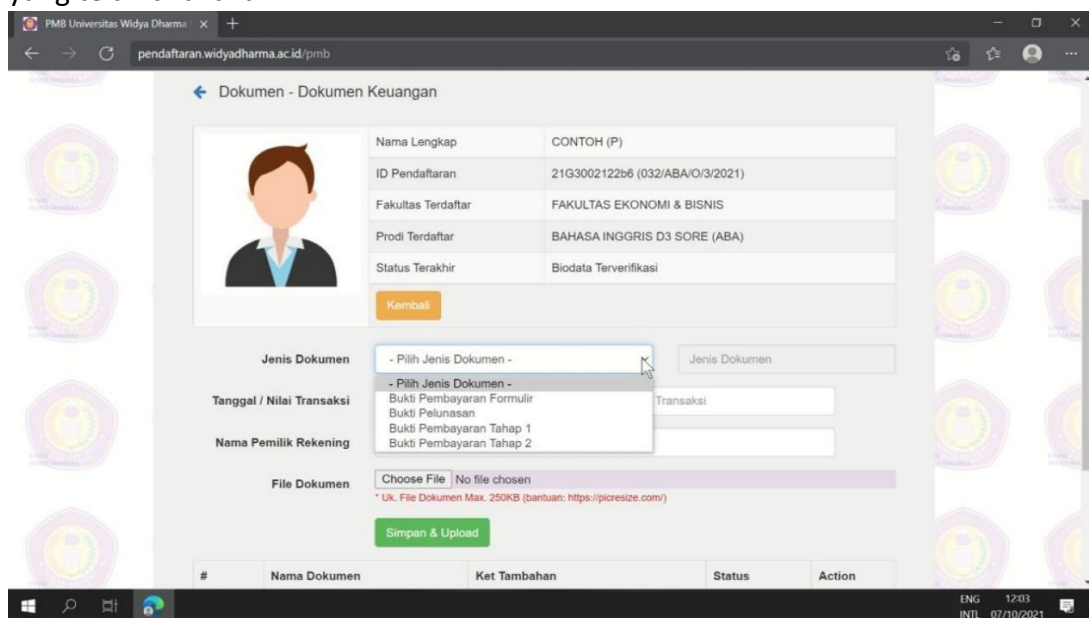 PMB Universitas Widya Dharma
pendaftaran.widyadharma.ac.id/pmb
Dokumen - Dokumen Keuangan
Nama Lengkap CONTOH (P)
ID Pendaftaran 21G3002122b6 (032/ABA/O/3/2021)
Fakultas Terdaftar FAKULTAS EKONOMI & BISNIS
Prodi Terdaftar BAHASA INGGRIS D3 SORE (ABA)
Status Terakhir Biodata Terverifikasi
Kembali
Jenis Dokumen - Pilih Jenis Dokumen - Jenis Dokumen
- Pilih Jenis Dokumen -
Bukti Pembayaran Formulir
Tanggal / Nilai Transaksi Transaksi
Bukti Pelunasan
Bukti Pembayaran Tahap 1
Nama Pemilik Rekening Bukti Pembayaran Tahap 2
File Dokumen Choose File No file chosen
* Uk. File Dokumen Max. 250KB (bantuan: https://picresize.com/)
Simpan & Upload
# Nama Dokumen Ket Tambahan Status Action
ENG 12:03
INTL 07/10/2021